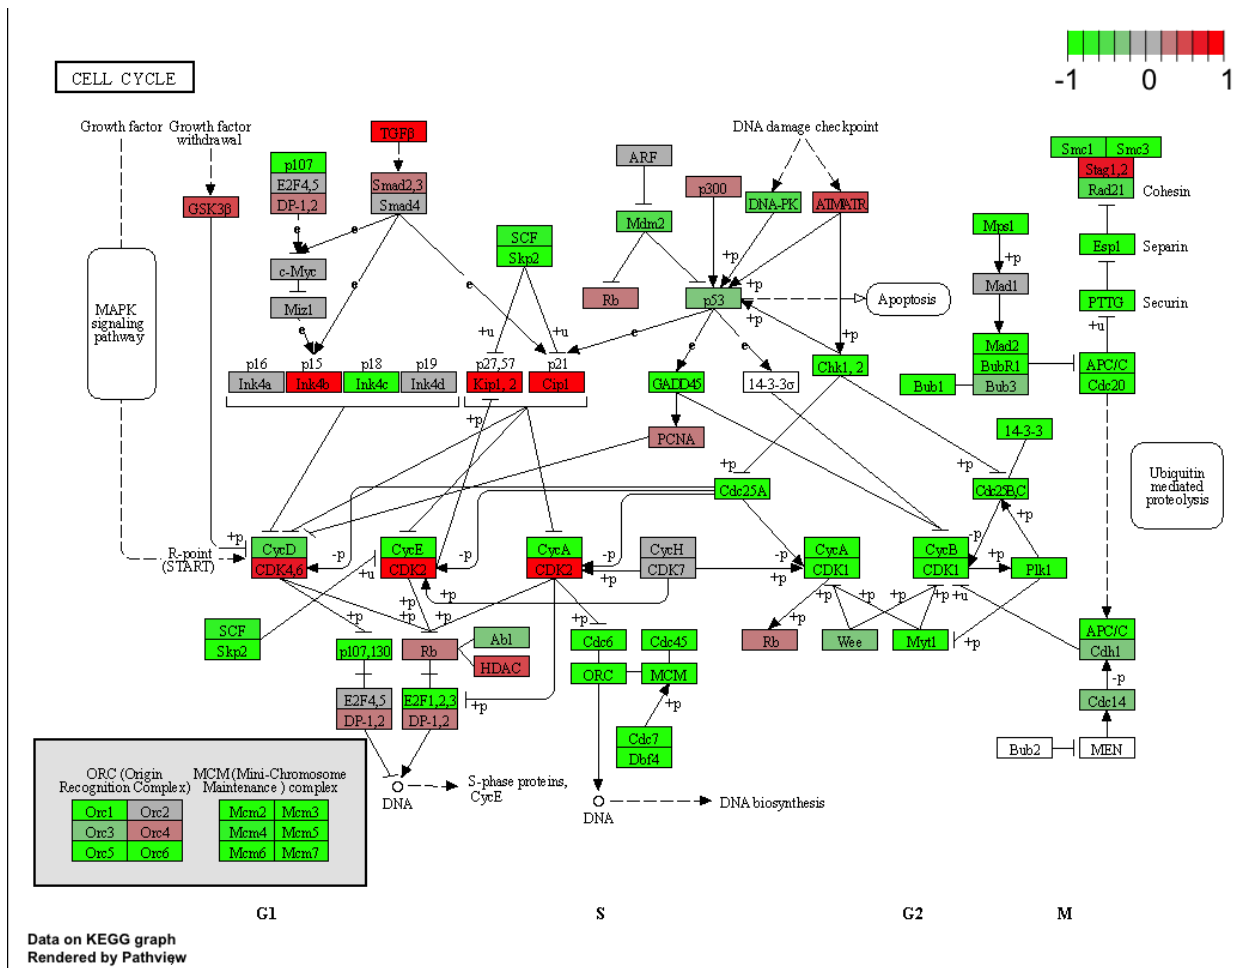 CELL CYCLE
-1 0 1
Growth factor
Growth factor
withdrawal
TGFβ
DNA damage checkpoint
p107
E2F4,5
DP-1,2
Smad2,3
Smad4
GSK3β
ARF
p300
DNA-PK
ATM/ATR
Mdm2
Smc1
Smc3
Stag1,2
Rad21
Cohesin
SCF
Skp2
Mps1
+p
Esp1
Separin
e
e
e
e
c-Myc
Miz1
MAPK
signaling
pathway
Rb
p53
+p
+p
+p
Apoptosis
Mad1
PTTG
Securin
+u
+u
+u
e
e
e
p16
Ink4a
p15
Ink4b
p18
Ink4c
p19
Ink4d
p27,57
Kip1, 2
p21
Cip1
GADD45
14-3-3σ
Chk1, 2
Mad2
BubR1
Bub1
Bub3
APC/C
Cdc20
+p
PCNA
14-3-3
+p
+p
Cdc25A
Cdc25B,C
Ubiquitin
mediated
proteolysis
R-point
(START)
+p
CycD
CDK4,6
-p
CycE
CDK2
-p
CycA
CDK2
-p
+p
CycH
CDK7
-p
+p
CycA
CDK1
CycB
CDK1
-p
+p
+p
Plk1
+u
+p
+p
+p
+p
+p
+p
+p
+p
+p
+u
+p
SCF
Skp2
p107,130
Rb
Abl
HDAC
Cdc6
Cdc45
ORC
MCM
+p
Rb
Wee
Myt1
APC/C
Cdh1
-p
Cdc14
E2F4,5
DP-1,2
E2F1,2,3
DP-1,2
+p
Cdc7
Dbf4
Bub2
MEN
DNA
S-phase proteins,
CycE
DNA
DNA biosynthesis
ORC (Origin
Recognition Complex)
MCM (Mini-Chromosome
Maintenance ) complex
Orc1 Orc2
Orc3 Orc4
Orc5 Orc6
Mcm2 Mcm3
Mcm4 Mcm5
Mcm6 Mcm7
G1 S G2 M
Data on KEGG graph
Rendered by Pathview